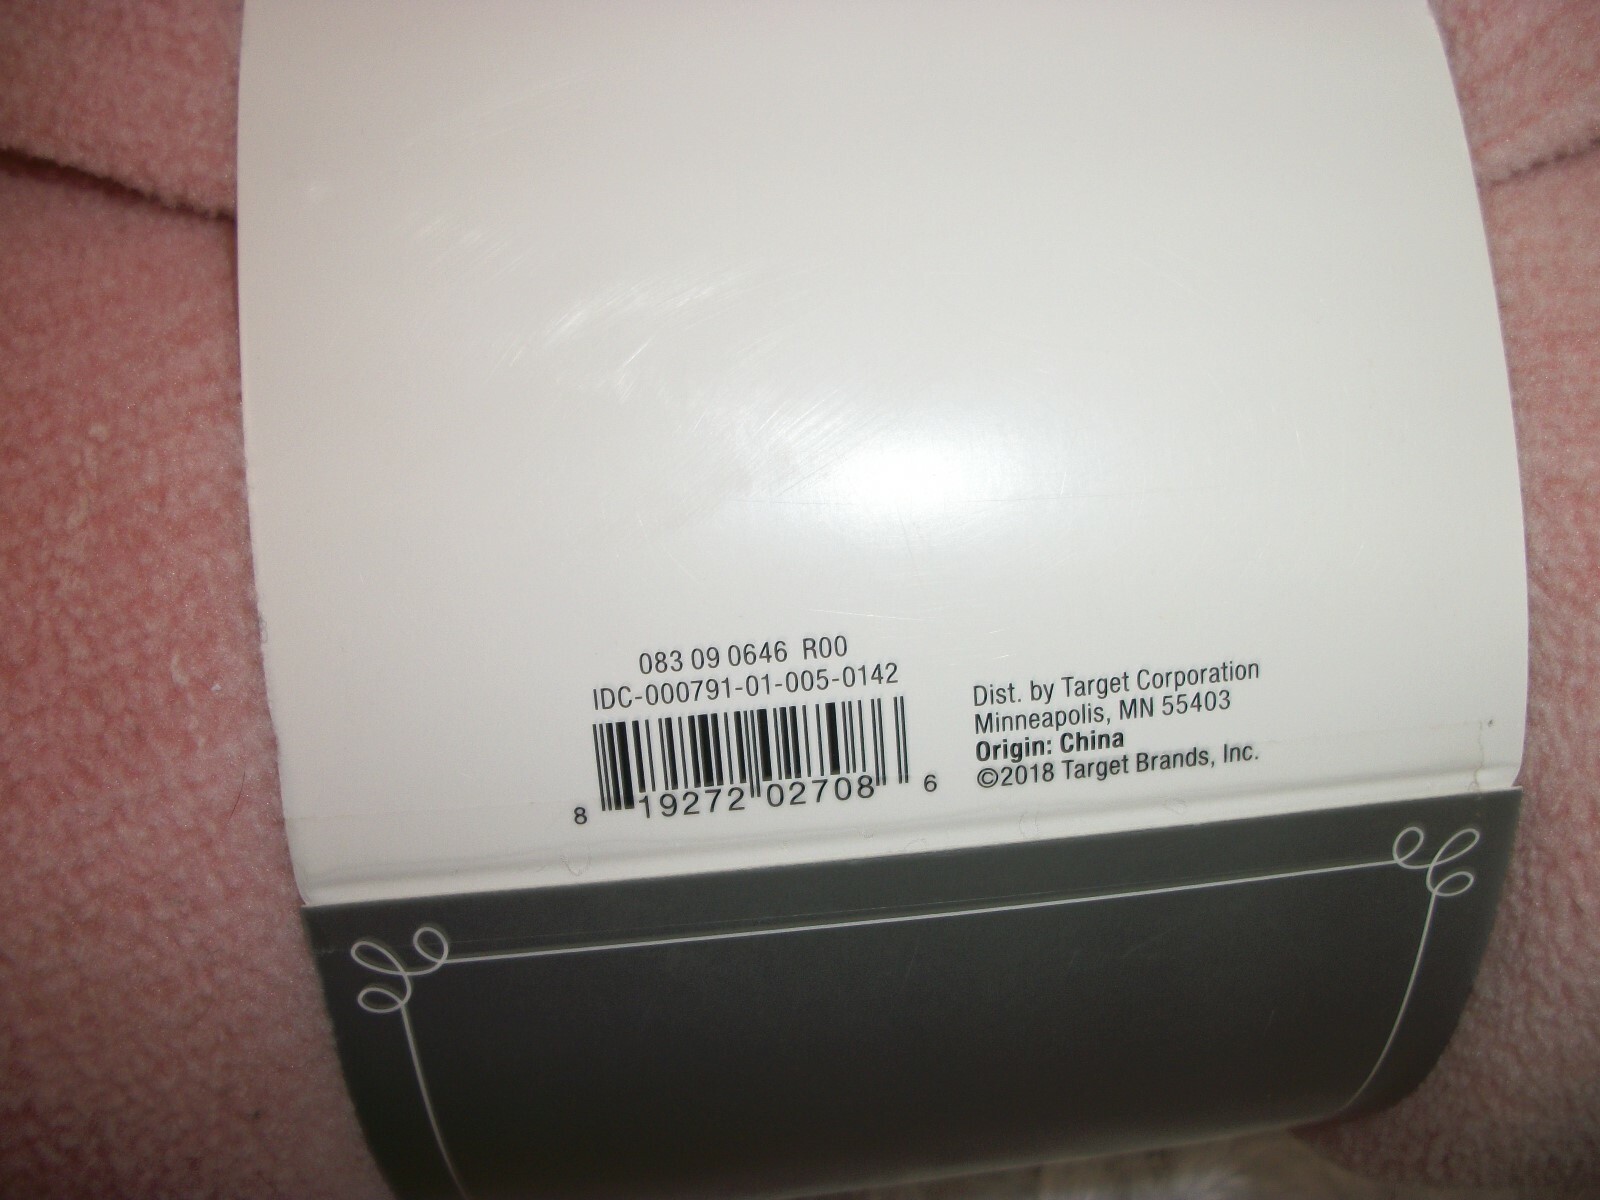 083 09 0646 R00
IDC-000791-01-005-0142
8 19272 02708 6
Dist. by Target Corporation
Minneapolis, MN 55403
Origin: China
©2018 Target Brands, Inc.